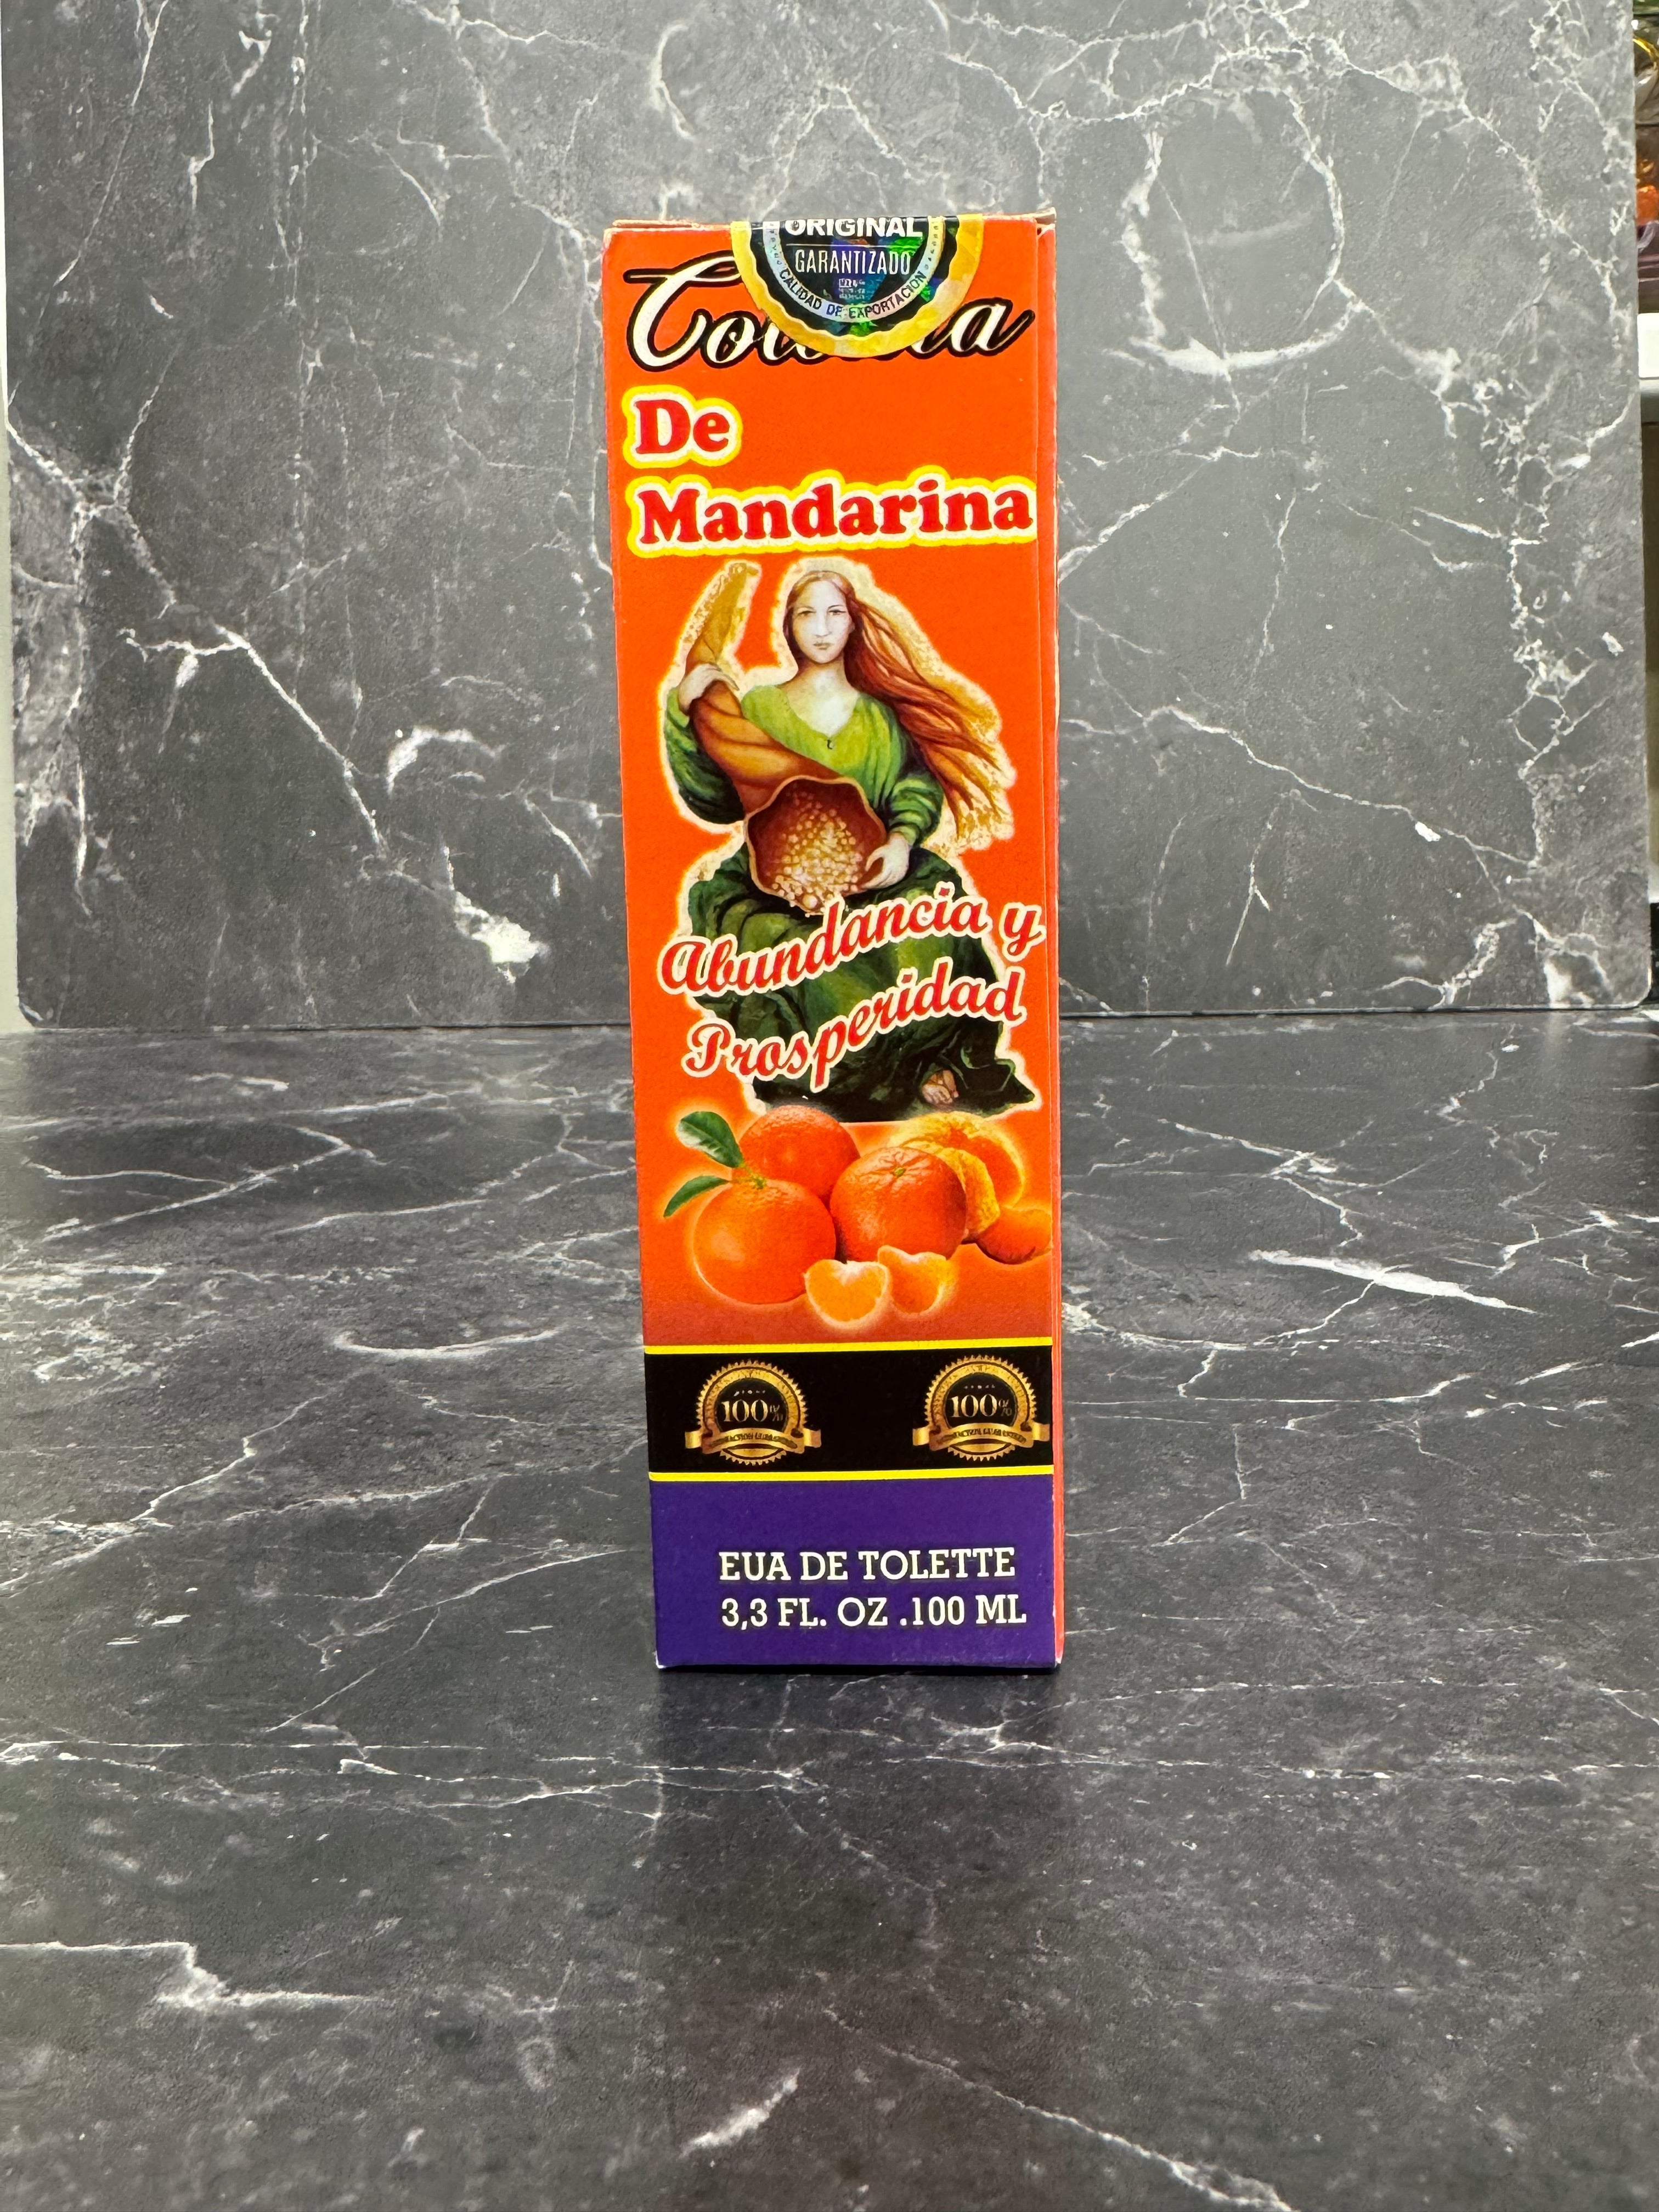 ORIGINAL
GARANTIZADO
CALIDAD DE EXPORTACIÓN
De
Mandarina
Abundancia y
Prosperidad
100%
100%
EUA DE TOLETTE
3,3 FL. OZ .100 ML